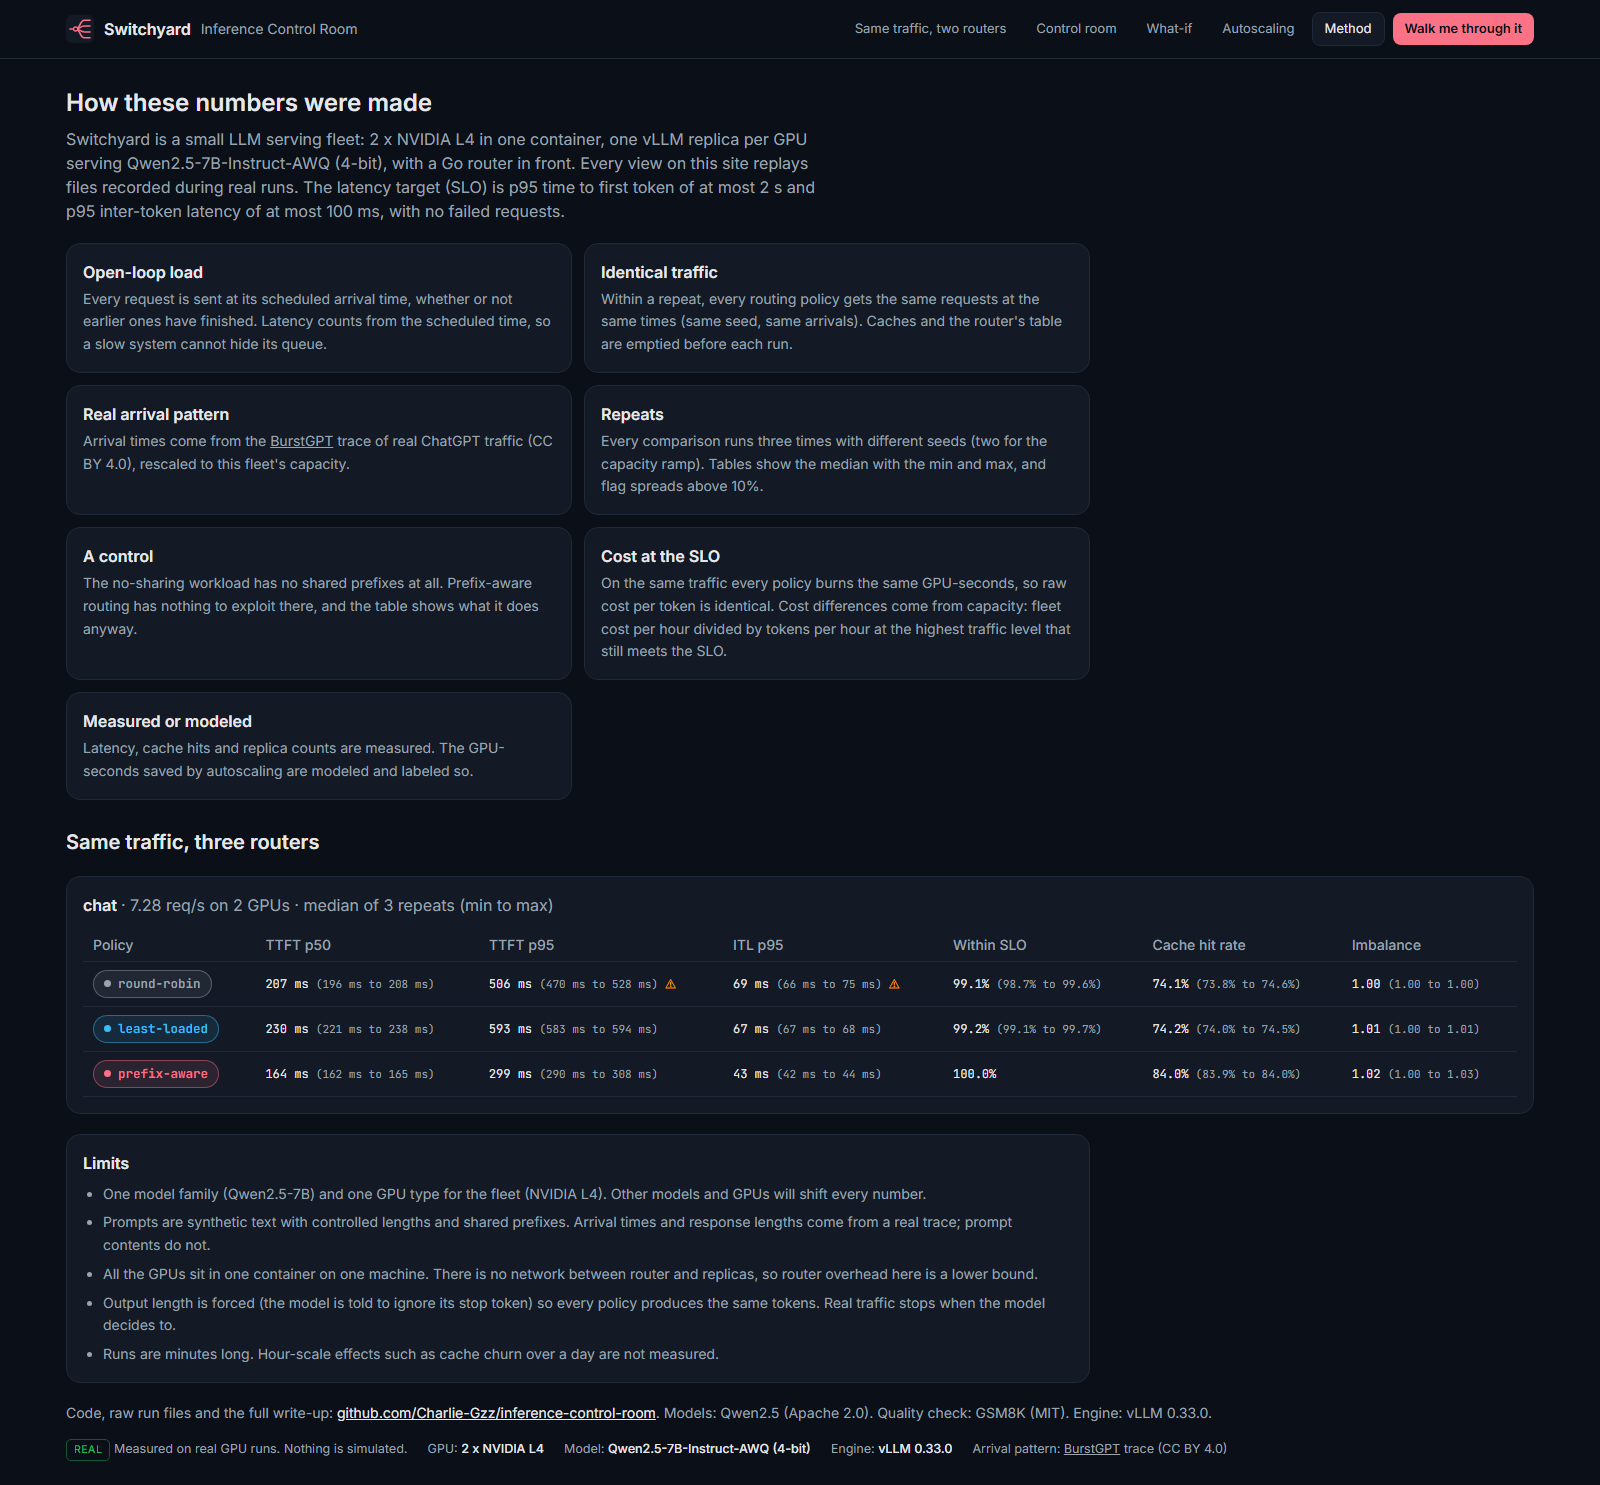 Switchyard Inference Control Room
Same traffic, two routers Control room What-if Autoscaling Method Walk me through it
How these numbers were made
Switchyard is a small LLM serving fleet: 2 x NVIDIA L4 in one container, one vLLM replica per GPU
serving Qwen2.5-7B-Instruct-AWQ (4-bit), with a Go router in front. Every view on this site replays
files recorded during real runs. The latency target (SLO) is p95 time to first token of at most 2 s and
p95 inter-token latency of at most 100 ms, with no failed requests.
Open-loop load
Every request is sent at its scheduled arrival time, whether or not
earlier ones have finished. Latency counts from the scheduled time, so
a slow system cannot hide its queue.
Identical traffic
Within a repeat, every routing policy gets the same requests at the
same times (same seed, same arrivals). Caches and the router's table
are emptied before each run.
Real arrival pattern
Arrival times come from the BurstGPT trace of real ChatGPT traffic (CC
BY 4.0), rescaled to this fleet's capacity.
Repeats
Every comparison runs three times with different seeds (two for the
capacity ramp). Tables show the median with the min and max, and
flag spreads above 10%.
A control
The no-sharing workload has no shared prefixes at all. Prefix-aware
routing has nothing to exploit there, and the table shows what it does
anyway.
Cost at the SLO
On the same traffic every policy burns the same GPU-seconds, so raw
cost per token is identical. Cost differences come from capacity: fleet
cost per hour divided by tokens per hour at the highest traffic level that
still meets the SLO.
Measured or modeled
Latency, cache hits and replica counts are measured. The GPU-
seconds saved by autoscaling are modeled and labeled so.
Same traffic, three routers
chat · 7.28 req/s on 2 GPUs · median of 3 repeats (min to max)
Policy TTFT p50 TTFT p95 ITL p95 Within SLO Cache hit rate Imbalance
round-robin 207 ms (196 ms to 208 ms) 506 ms (470 ms to 528 ms) ⚠ 69 ms (66 ms to 75 ms) ⚠ 99.1% (98.7% to 99.6%) 74.1% (73.8% to 74.6%) 1.00 (1.00 to 1.00)
least-loaded 230 ms (221 ms to 238 ms) 593 ms (583 ms to 594 ms) 67 ms (67 ms to 68 ms) 99.2% (99.1% to 99.7%) 74.2% (74.0% to 74.5%) 1.01 (1.00 to 1.01)
prefix-aware 164 ms (162 ms to 165 ms) 299 ms (290 ms to 308 ms) 43 ms (42 ms to 44 ms) 100.0% 84.0% (83.9% to 84.0%) 1.02 (1.00 to 1.03)
Limits
• One model family (Qwen2.5-7B) and one GPU type for the fleet (NVIDIA L4). Other models and GPUs will shift every number.
• Prompts are synthetic text with controlled lengths and shared prefixes. Arrival times and response lengths come from a real trace; prompt
contents do not.
• All the GPUs sit in one container on one machine. There is no network between router and replicas, so router overhead here is a lower bound.
• Output length is forced (the model is told to ignore its stop token) so every policy produces the same tokens. Real traffic stops when the model
decides to.
• Runs are minutes long. Hour-scale effects such as cache churn over a day are not measured.
Code, raw run files and the full write-up: github.com/Charlie-Gzz/inference-control-room. Models: Qwen2.5 (Apache 2.0). Quality check: GSM8K (MIT). Engine: vLLM 0.33.0.
REAL Measured on real GPU runs. Nothing is simulated. GPU: 2 x NVIDIA L4 Model: Qwen2.5-7B-Instruct-AWQ (4-bit) Engine: vLLM 0.33.0 Arrival pattern: BurstGPT trace (CC BY 4.0)